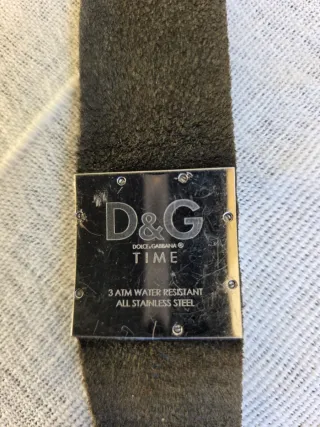 D&G
DOLCE&GABBANA®
TIME
3 ATM WATER RESISTANT
ALL STAINLESS STEEL